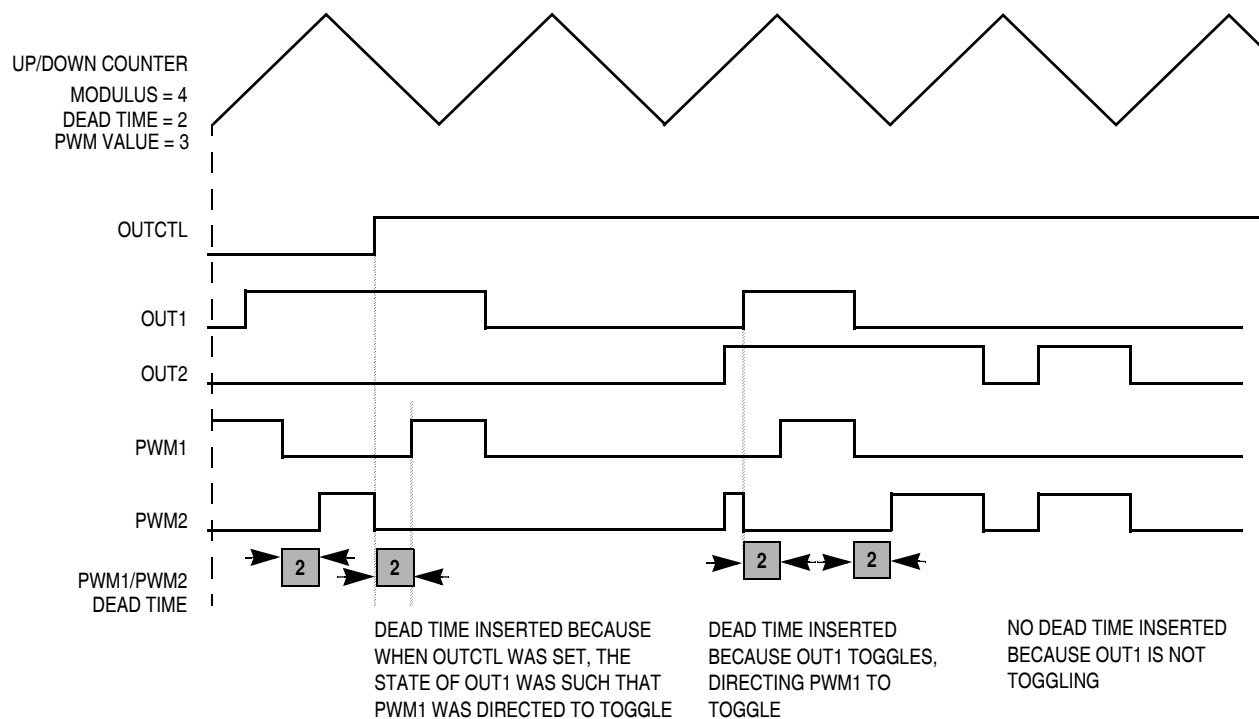 UP/DOWN COUNTER
MODULUS = 4
DEAD TIME = 2
PWM VALUE = 3
OUTCTL
OUT1
OUT2
PWM1
PWM2
PWM1/PWM2
DEAD TIME
2
2
2
2
DEAD TIME INSERTED BECAUSE
WHEN OUTCTL WAS SET, THE
STATE OF OUT1 WAS SUCH THAT
PWM1 WAS DIRECTED TO TOGGLE
DEAD TIME INSERTED
BECAUSE OUT1 TOGGLES,
DIRECTING PWM1 TO
TOGGLE
NO DEAD TIME INSERTED
BECAUSE OUT1 IS NOT
TOGGLING